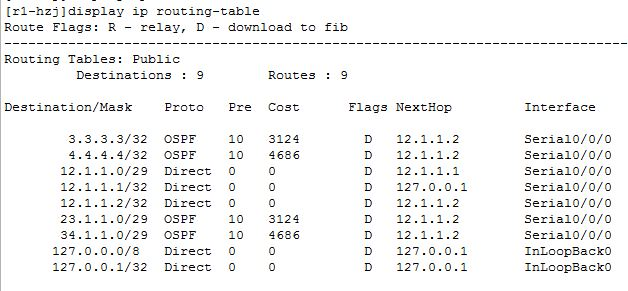 [r1-hzj]display ip routing-table
Route Flags: R - relay, D - download to fib
------------------------------------------------------------------------------
Routing Tables: Public
         Destinations : 9        Routes : 9

Destination/Mask    Proto   Pre  Cost      Flags NextHop         Interface

        3.3.3.3/32  OSPF    10   3124        D   12.1.1.2        Serial0/0/0
        4.4.4.4/32  OSPF    10   4686        D   12.1.1.2        Serial0/0/0
       12.1.1.0/29  Direct  0    0           D   12.1.1.1        Serial0/0/0
       12.1.1.1/32  Direct  0    0           D   127.0.0.1       Serial0/0/0
       12.1.1.2/32  Direct  0    0           D   12.1.1.2        Serial0/0/0
       23.1.1.0/29  OSPF    10   3124        D   12.1.1.2        Serial0/0/0
       34.1.1.0/29  OSPF    10   4686        D   12.1.1.2        Serial0/0/0
      127.0.0.0/8   Direct  0    0           D   127.0.0.1       InLoopBack0
      127.0.0.1/32  Direct  0    0           D   127.0.0.1       InLoopBack0